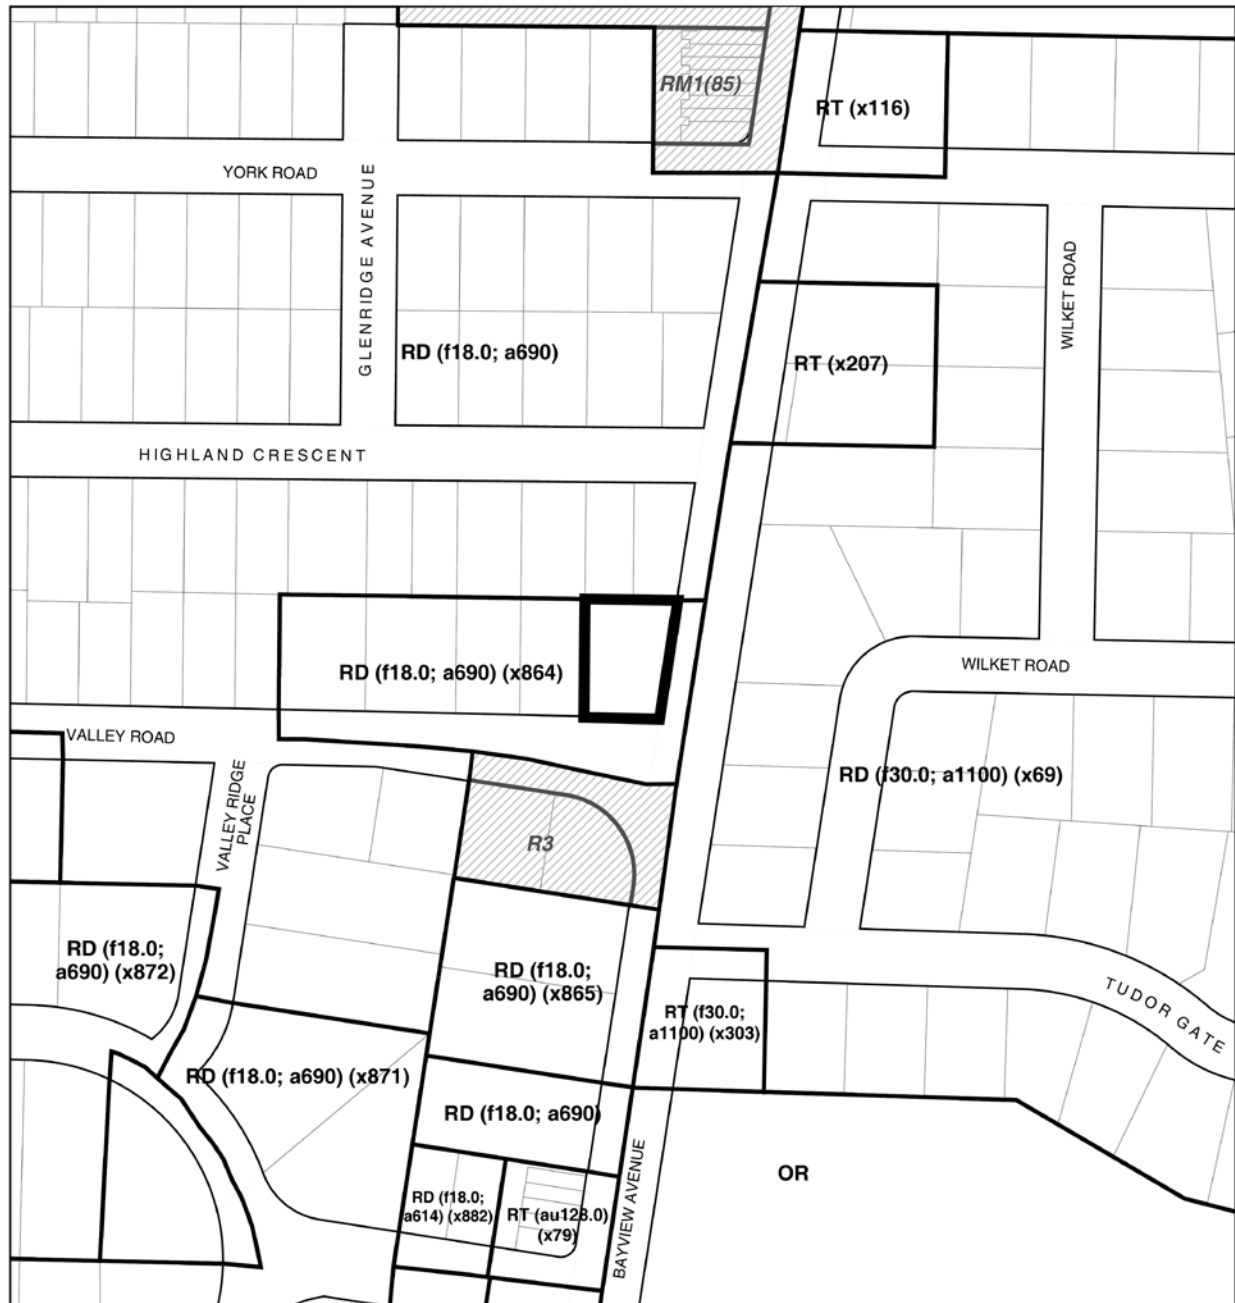 RM1(85)
RT (x116)
YORK ROAD
GLENRIDGE AVENUE
WILKET ROAD
RD (f18.0; a690)
RT (x207)
HIGHLAND CRESCENT
RD (f18.0; a690) (x864)
WILKET ROAD
VALLEY ROAD
VALLEY RIDGE
PLACE
RD (f30.0; a1100) (x69)
R3
RD (f18.0;
a690) (x872)
RD (f18.0;
a690) (x865)
TUDOR GATE
RT (f30.0;
a1100) (x303)
RD (f18.0; a690) (x871)
RD (f18.0; a690)
OR
BAYVIEW AVENUE
RD (f18.0;
a614) (x882)
RT (au128.0)
(x79)